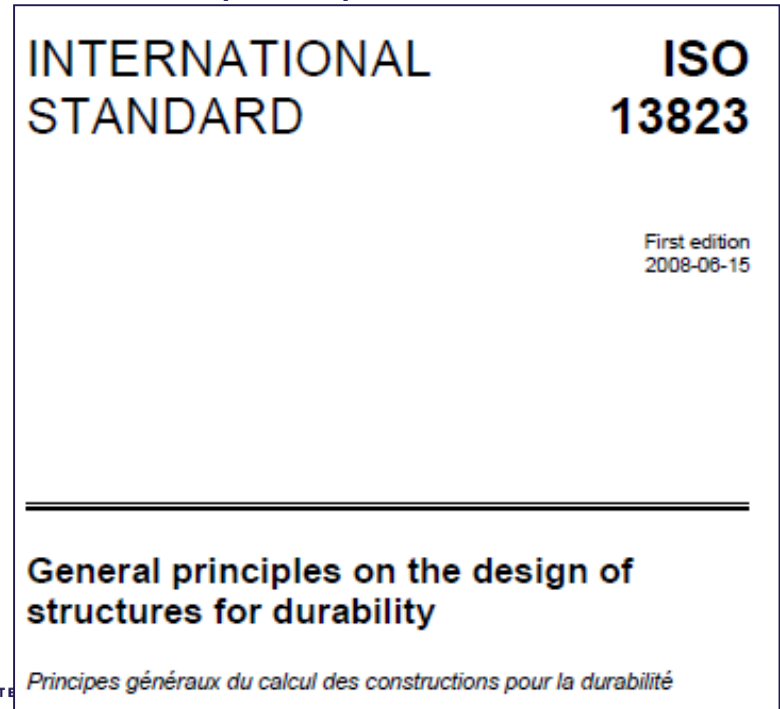 INTERNATIONAL ISO
STANDARD 13823
First edition
2008-06-15
General principles on the design of
structures for durability
Principes généraux du calcul des constructions pour la durabilité